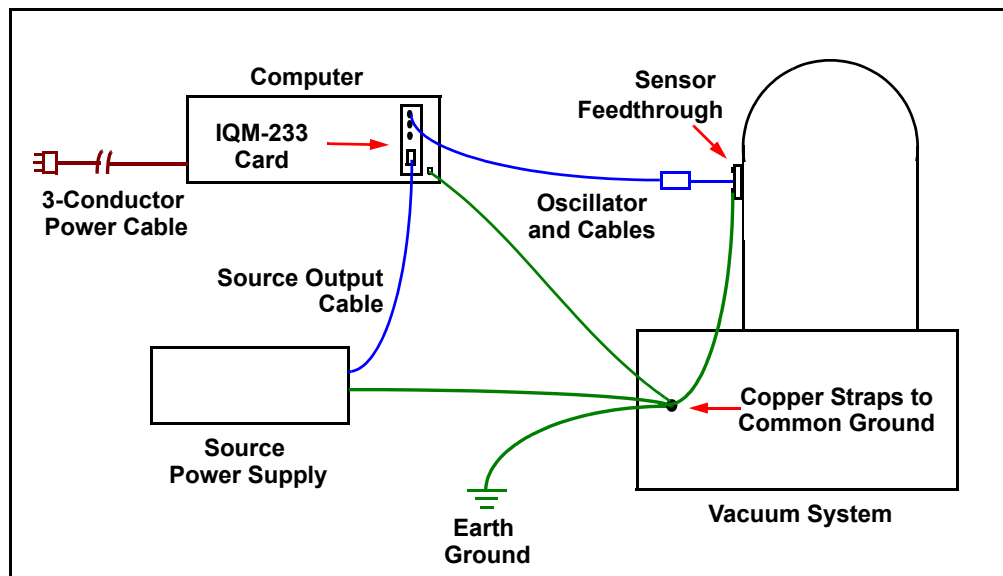 Computer
IQM-233
Card
3-Conductor
Power Cable
Sensor
Feedthrough
Oscillator
and Cables
Source Output
Cable
Source
Power Supply
Copper Straps to
Common Ground
Earth
Ground
Vacuum System